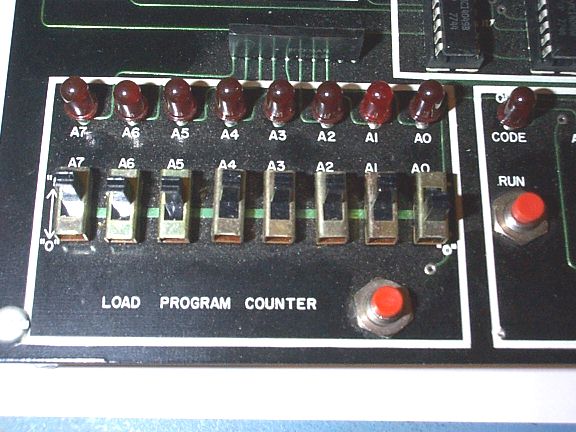 A7 A6 A5 A4 A3 A2 A1 A0
CODE
A7 A6 A5 A4 A3 A2 A1 A0
RUN
"0" "0"
LOAD PROGRAM COUNTER